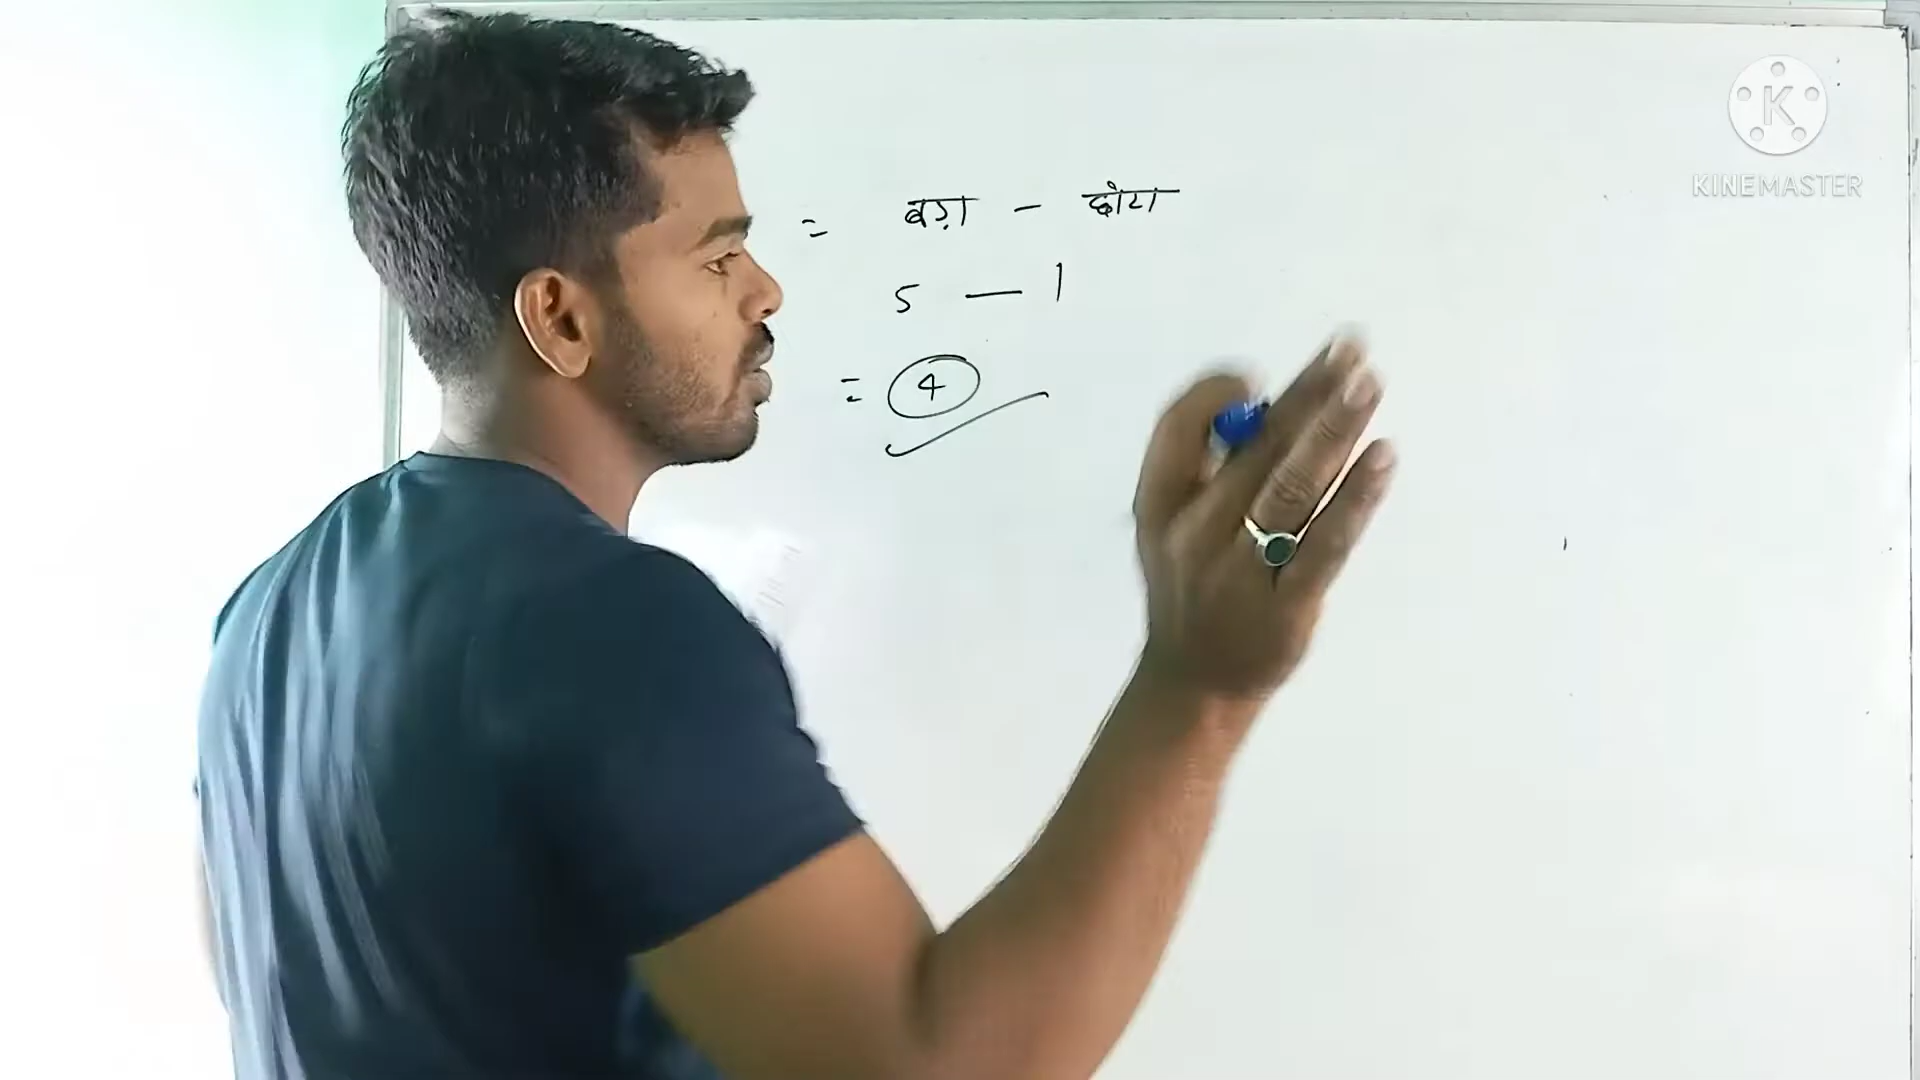 = बड़ा - छोटा
5 — 1
= 4
K
KINEMASTER